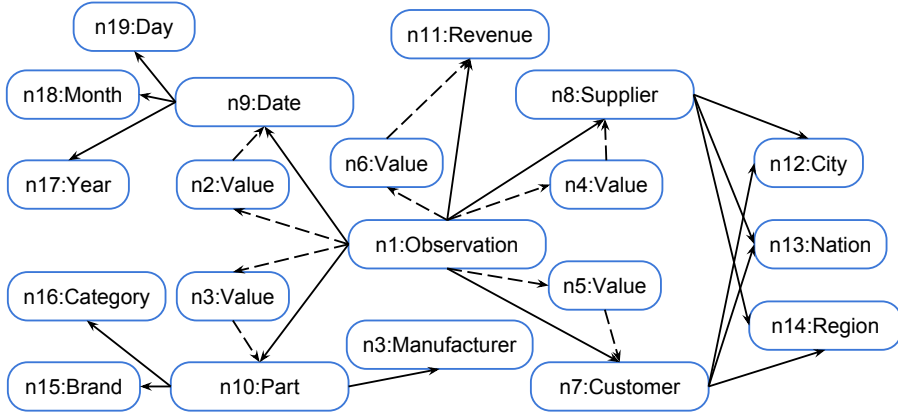 n19:Day
n11:Revenue
n18:Month
n9:Date
n8:Supplier
n17:Year
n2:Value
n6:Value
n4:Value
n12:City
n1:Observation
n13:Nation
n16:Category
n3:Value
n5:Value
n14:Region
n3:Manufacturer
n15:Brand
n10:Part
n7:Customer